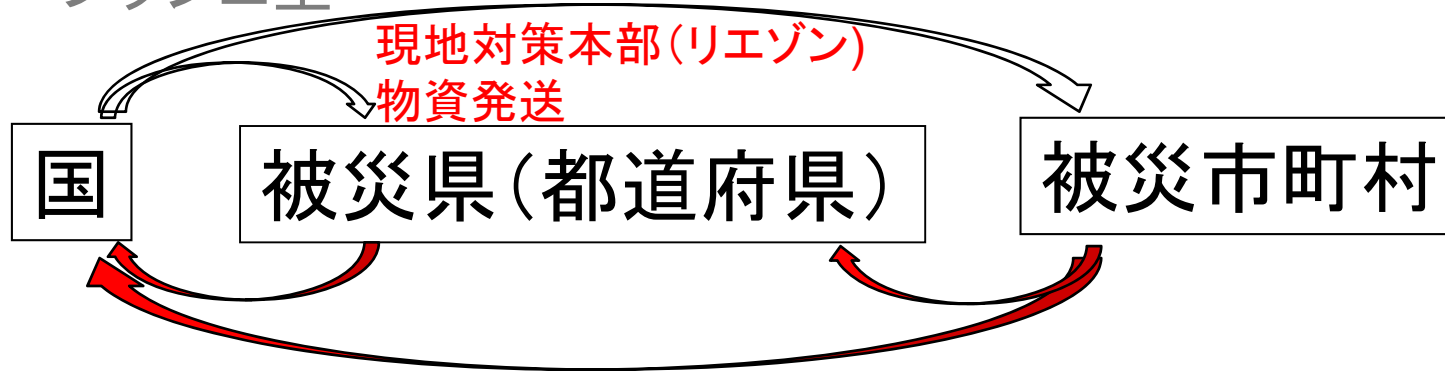 現地対策本部(リエゾン)
物資発送
国
被災県(都道府県)
被災市町村